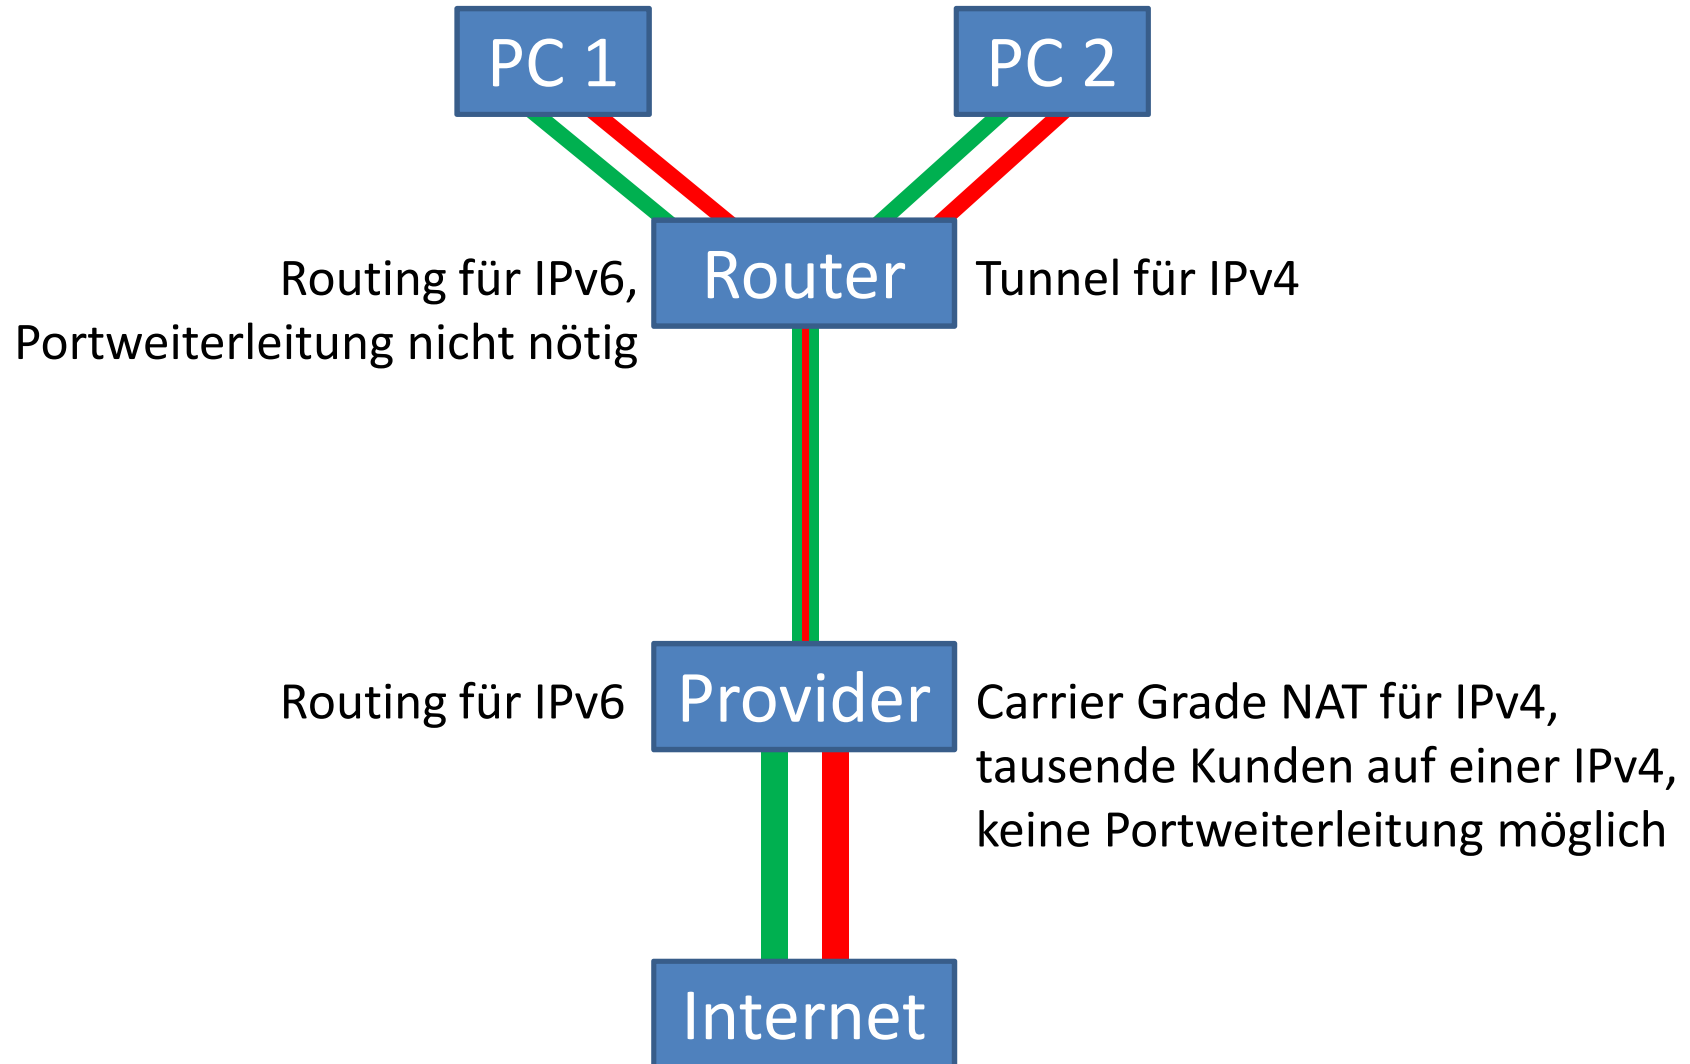 PC 1
PC 2
Routing für IPv6,
Portweiterleitung nicht nötig
Router
Tunnel für IPv4
Routing für IPv6
Provider
Carrier Grade NAT für IPv4,
tausende Kunden auf einer IPv4,
keine Portweiterleitung möglich
Internet